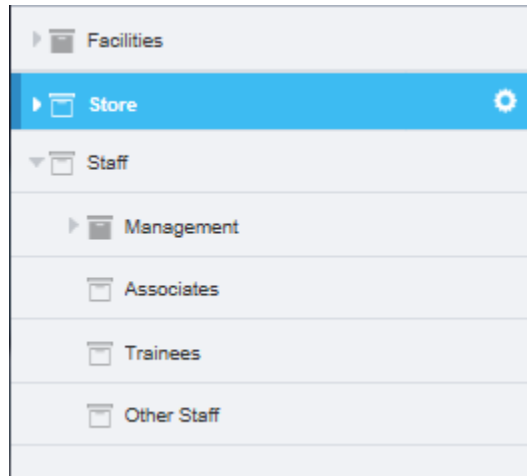 Facilities
Store
Staff
Management
Associates
Trainees
Other Staff